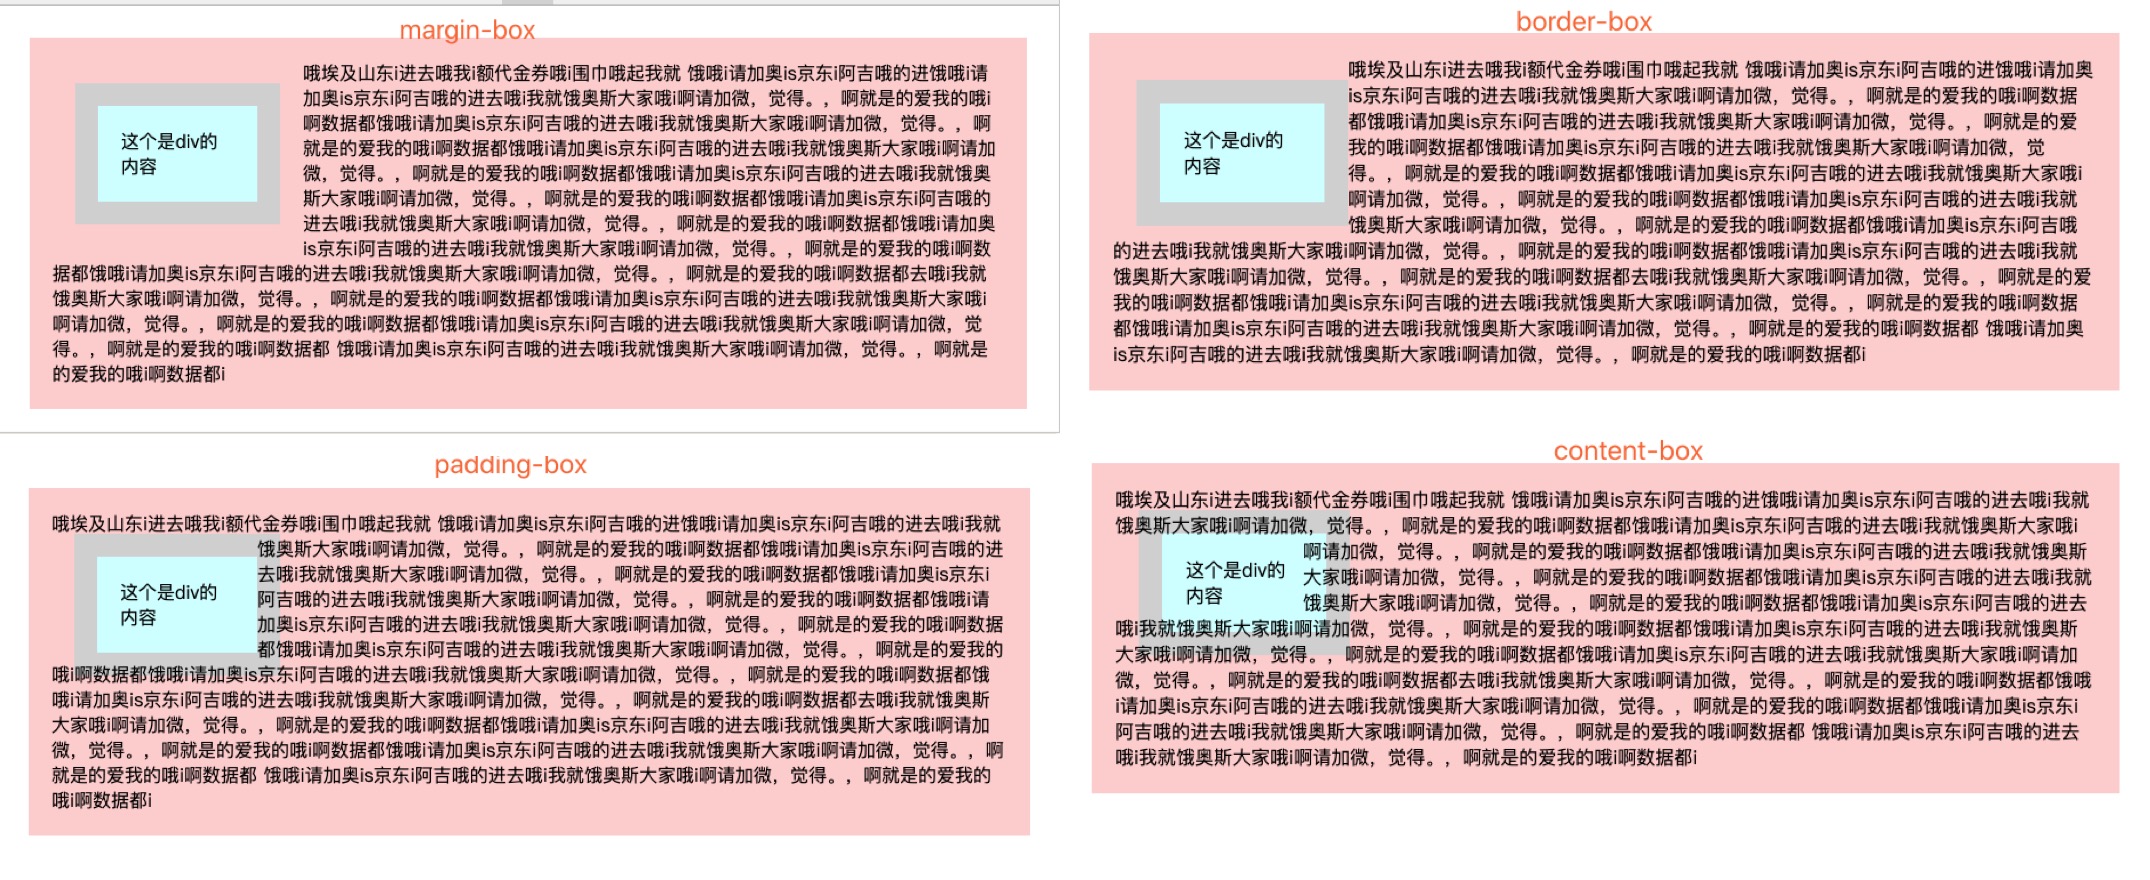 margin-box
哦埃及山东i进去哦我i额代金券哦i围巾哦起我就 饿哦i请加奥is京东i阿吉哦的进饿哦i请
加奥is京东i阿吉哦的进去哦i我就饿奥斯大家哦i啊请加微，觉得。，啊就是的爱我的哦i
啊数据都饿哦i请加奥is京东i阿吉哦的进去哦i我就饿奥斯大家哦i啊请加微，觉得。，啊
就是的爱我的哦i啊数据都饿哦i请加奥is京东i阿吉哦的进去哦i我就饿奥斯大家哦i啊请加
微，觉得。，啊就是的爱我的哦i啊数据都饿哦i请加奥is京东i阿吉哦的进去哦i我就饿奥
斯大家哦i啊请加微，觉得。，啊就是的爱我的哦i啊数据都饿哦i请加奥is京东i阿吉哦的
进去哦i我就饿奥斯大家哦i啊请加微，觉得。，啊就是的爱我的哦i啊数据都饿哦i请加奥
is京东i阿吉哦的进去哦i我就饿奥斯大家哦i啊请加微，觉得。，啊就是的爱我的哦i啊数
这个是div的
内容
据都饿哦i请加奥is京东i阿吉哦的进去哦i我就饿奥斯大家哦i啊请加微，觉得。，啊就是的爱我的哦i啊数据都去哦i我就
饿奥斯大家哦i啊请加微，觉得。，啊就是的爱我的哦i啊数据都饿哦i请加奥is京东i阿吉哦的进去哦i我就饿奥斯大家哦i
啊请加微，觉得。，啊就是的爱我的哦i啊数据都饿哦i请加奥is京东i阿吉哦的进去哦i我就饿奥斯大家哦i啊请加微，觉
得。，啊就是的爱我的哦i啊数据都 饿哦i请加奥is京东i阿吉哦的进去哦i我就饿奥斯大家哦i啊请加微，觉得。，啊就是
的爱我的哦i啊数据都i
border-box
哦埃及山东i进去哦我i额代金券哦i围巾哦起我就 饿哦i请加奥is京东i阿吉哦的进饿哦i请加奥
is京东i阿吉哦的进去哦i我就饿奥斯大家哦i啊请加微，觉得。，啊就是的爱我的哦i啊数据
都饿哦i请加奥is京东i阿吉哦的进去哦i我就饿奥斯大家哦i啊请加微，觉得。，啊就是的爱
我的哦i啊数据都饿哦i请加奥is京东i阿吉哦的进去哦i我就饿奥斯大家哦i啊请加微，觉
得。，啊就是的爱我的哦i啊数据都饿哦i请加奥is京东i阿吉哦的进去哦i我就饿奥斯大家哦i
啊请加微，觉得。，啊就是的爱我的哦i啊数据都饿哦i请加奥is京东i阿吉哦的进去哦i我就
饿奥斯大家哦i啊请加微，觉得。，啊就是的爱我的哦i啊数据都饿哦i请加奥is京东i阿吉哦
这个是div的
内容
的进去哦i我就饿奥斯大家哦i啊请加微，觉得。，啊就是的爱我的哦i啊数据都饿哦i请加奥is京东i阿吉哦的进去哦i我就
饿奥斯大家哦i啊请加微，觉得。，啊就是的爱我的哦i啊数据都去哦i我就饿奥斯大家哦i啊请加微，觉得。，啊就是的爱
我的哦i啊数据都饿哦i请加奥is京东i阿吉哦的进去哦i我就饿奥斯大家哦i啊请加微，觉得。，啊就是的爱我的哦i啊数据
都饿哦i请加奥is京东i阿吉哦的进去哦i我就饿奥斯大家哦i啊请加微，觉得。，啊就是的爱我的哦i啊数据都 饿哦i请加奥
is京东i阿吉哦的进去哦i我就饿奥斯大家哦i啊请加微，觉得。，啊就是的爱我的哦i啊数据都i
padding-box
哦埃及山东i进去哦我i额代金券哦i围巾哦起我就 饿哦i请加奥is京东i阿吉哦的进饿哦i请加奥is京东i阿吉哦的进去哦i我就
饿奥斯大家哦i啊请加微，觉得。，啊就是的爱我的哦i啊数据都饿哦i请加奥is京东i阿吉哦的进
去哦i我就饿奥斯大家哦i啊请加微，觉得。，啊就是的爱我的哦i啊数据都饿哦i请加奥is京东i
阿吉哦的进去哦i我就饿奥斯大家哦i啊请加微，觉得。，啊就是的爱我的哦i啊数据都饿哦i请
加奥is京东i阿吉哦的进去哦i我就饿奥斯大家哦i啊请加微，觉得。，啊就是的爱我的哦i啊数据
都饿哦i请加奥is京东i阿吉哦的进去哦i我就饿奥斯大家哦i啊请加微，觉得。，啊就是的爱我的
这个是div的
内容
哦i啊数据都饿哦i请加奥is京东i阿吉哦的进去哦i我就饿奥斯大家哦i啊请加微，觉得。，啊就是的爱我的哦i啊数据都饿
哦i请加奥is京东i阿吉哦的进去哦i我就饿奥斯大家哦i啊请加微，觉得。，啊就是的爱我的哦i啊数据都去哦i我就饿奥斯
大家哦i啊请加微，觉得。，啊就是的爱我的哦i啊数据都饿哦i请加奥is京东i阿吉哦的进去哦i我就饿奥斯大家哦i啊请加
微，觉得。，啊就是的爱我的哦i啊数据都饿哦i请加奥is京东i阿吉哦的进去哦i我就饿奥斯大家哦i啊请加微，觉得。，啊
就是的爱我的哦i啊数据都 饿哦i请加奥is京东i阿吉哦的进去哦i我就饿奥斯大家哦i啊请加微，觉得。，啊就是的爱我的
哦i啊数据都i
content-box
哦埃及山东i进去哦我i额代金券哦i围巾哦起我就 饿哦i请加奥is京东i阿吉哦的进饿哦i请加奥is京东i阿吉哦的进去哦i我就
饿奥斯大家哦i啊请加微，觉得。，啊就是的爱我的哦i啊数据都饿哦i请加奥is京东i阿吉哦的进去哦i我就饿奥斯大家哦i
啊请加微，觉得。，啊就是的爱我的哦i啊数据都饿哦i请加奥is京东i阿吉哦的进去哦i我就饿奥斯
大家哦i啊请加微，觉得。，啊就是的爱我的哦i啊数据都饿哦i请加奥is京东i阿吉哦的进去哦i我就
饿奥斯大家哦i啊请加微，觉得。，啊就是的爱我的哦i啊数据都饿哦i请加奥is京东i阿吉哦的进去
这个是div的
内容
哦i我就饿奥斯大家哦i啊请加微，觉得。，啊就是的爱我的哦i啊数据都饿哦i请加奥is京东i阿吉哦的进去哦i我就饿奥斯
大家哦i啊请加微，觉得。，啊就是的爱我的哦i啊数据都饿哦i请加奥is京东i阿吉哦的进去哦i我就饿奥斯大家哦i啊请加
微，觉得。，啊就是的爱我的哦i啊数据都去哦i我就饿奥斯大家哦i啊请加微，觉得。，啊就是的爱我的哦i啊数据都饿哦
i请加奥is京东i阿吉哦的进去哦i我就饿奥斯大家哦i啊请加微，觉得。，啊就是的爱我的哦i啊数据都饿哦i请加奥is京东i
阿吉哦的进去哦i我就饿奥斯大家哦i啊请加微，觉得。，啊就是的爱我的哦i啊数据都 饿哦i请加奥is京东i阿吉哦的进去
哦i我就饿奥斯大家哦i啊请加微，觉得。，啊就是的爱我的哦i啊数据都i